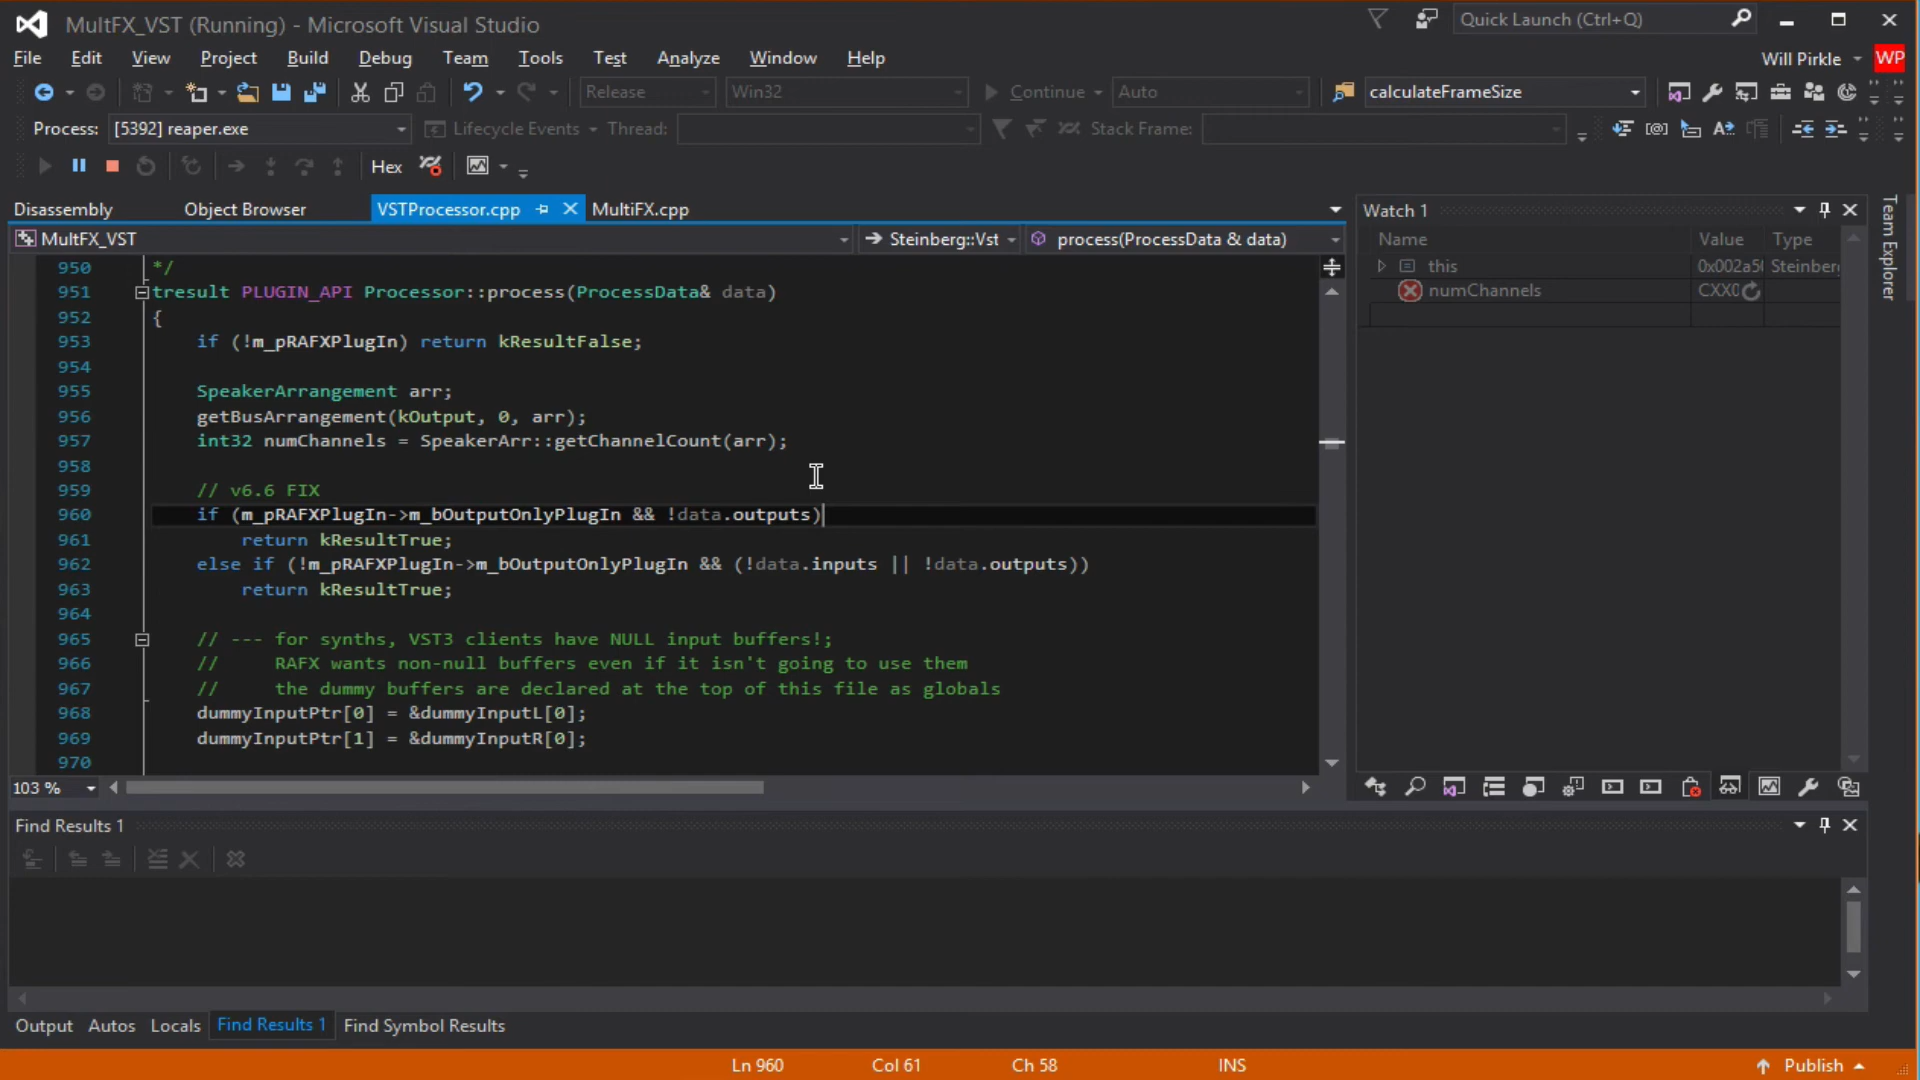 MultFX_VST (Running) - Microsoft Visual Studio
Quick Launch (Ctrl+Q)
File Edit View Project Build Debug Team Tools Test Analyze Window Help
Will Pirkle WP
Release Win32 Continue Auto calculateFrameSize
Process: [5392] reaper.exe Lifecycle Events Thread: Stack Frame:
Hex
Disassembly Object Browser VSTProcessor.cpp MultiFX.cpp
MultFX_VST Steinberg::Vst process(ProcessData & data)
950 */
951 tresult PLUGIN_API Processor::process(ProcessData& data)
952 {
953 if (!m_pRAFXPlugIn) return kResultFalse;
954
955 SpeakerArrangement arr;
956 getBusArrangement(kOutput, 0, arr);
957 int32 numChannels = SpeakerArr::getChannelCount(arr);
958
959 // v6.6 FIX
960 if (m_pRAFXPlugIn->m_bOutputOnlyPlugIn && !data.outputs)
961 return kResultTrue;
962 else if (!m_pRAFXPlugIn->m_bOutputOnlyPlugIn && (!data.inputs || !data.outputs))
963 return kResultTrue;
964
965 // --- for synths, VST3 clients have NULL input buffers!;
966 // RAFX wants non-null buffers even if it isn't going to use them
967 // the dummy buffers are declared at the top of this file as globals
968 dummyInputPtr[0] = &dummyInputL[0];
969 dummyInputPtr[1] = &dummyInputR[0];
970
103 %
Watch 1
Name Value Type
this 0x002a5 Steinber
numChannels CXX0
Team Explorer
Find Results 1
Output Autos Locals Find Results 1 Find Symbol Results
Ln 960 Col 61 Ch 58 INS Publish